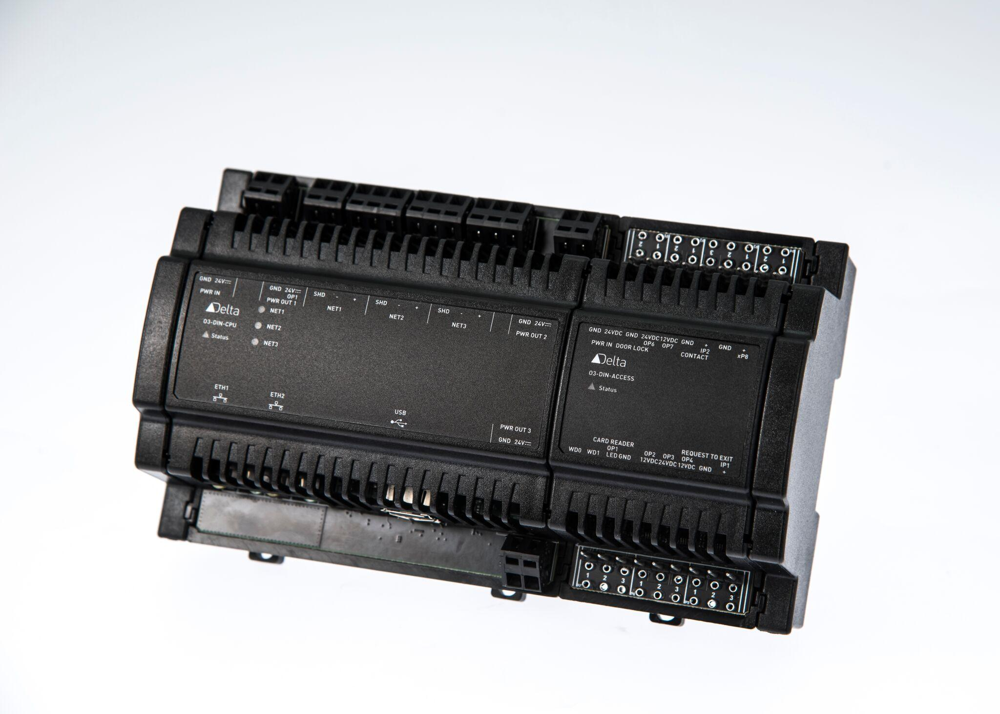 GND 24V
PWR IN
GND 24V
OP1
PWR OUT 1
SHD - +
NET1
SHD - +
NET2
SHD - +
NET3
GND 24V
PWR OUT 2
Delta
O3-DIN-CPU
Status
NET1
NET2
NET3
ETH1
ETH2
USB
PWR OUT 3
GND 24V
GND 24VDC GND 24VDC 12VDC GND + GND +
OP6 OP7 IP2 xP8
PWR IN DOOR LOCK CONTACT
Delta
O3-DIN-ACCESS
Status
CARD READER
OP1
WD0 WD1 LED GND
REQUEST TO EXIT
OP2 OP3 OP4 IP1
12VDC 24VDC 12VDC GND +
2 1 2 1 3 2 1 2 1
1 2 3 1 2 3 1 2 3